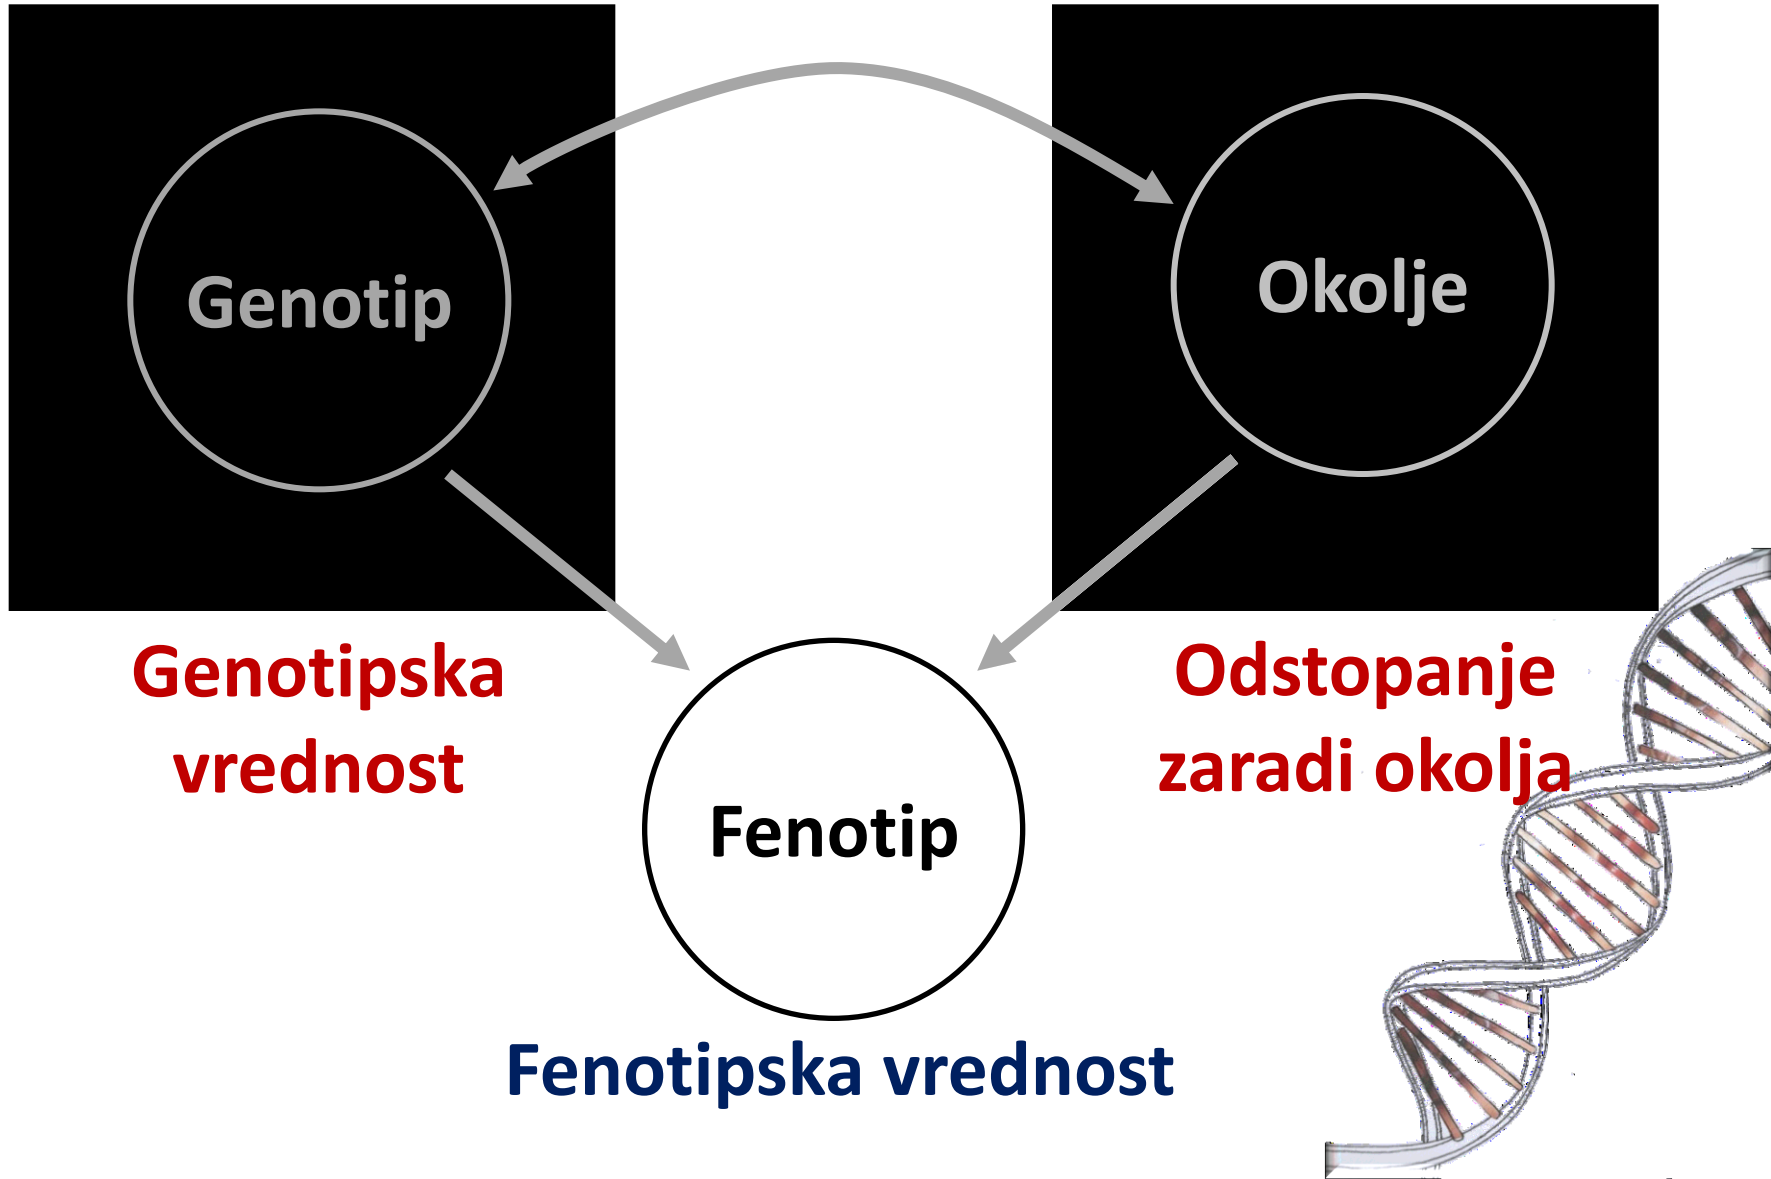 Genotip
Okolje
Genotipska
vrednost
Odstopanje
zaradi okolja
Fenotip
Fenotipska vrednost